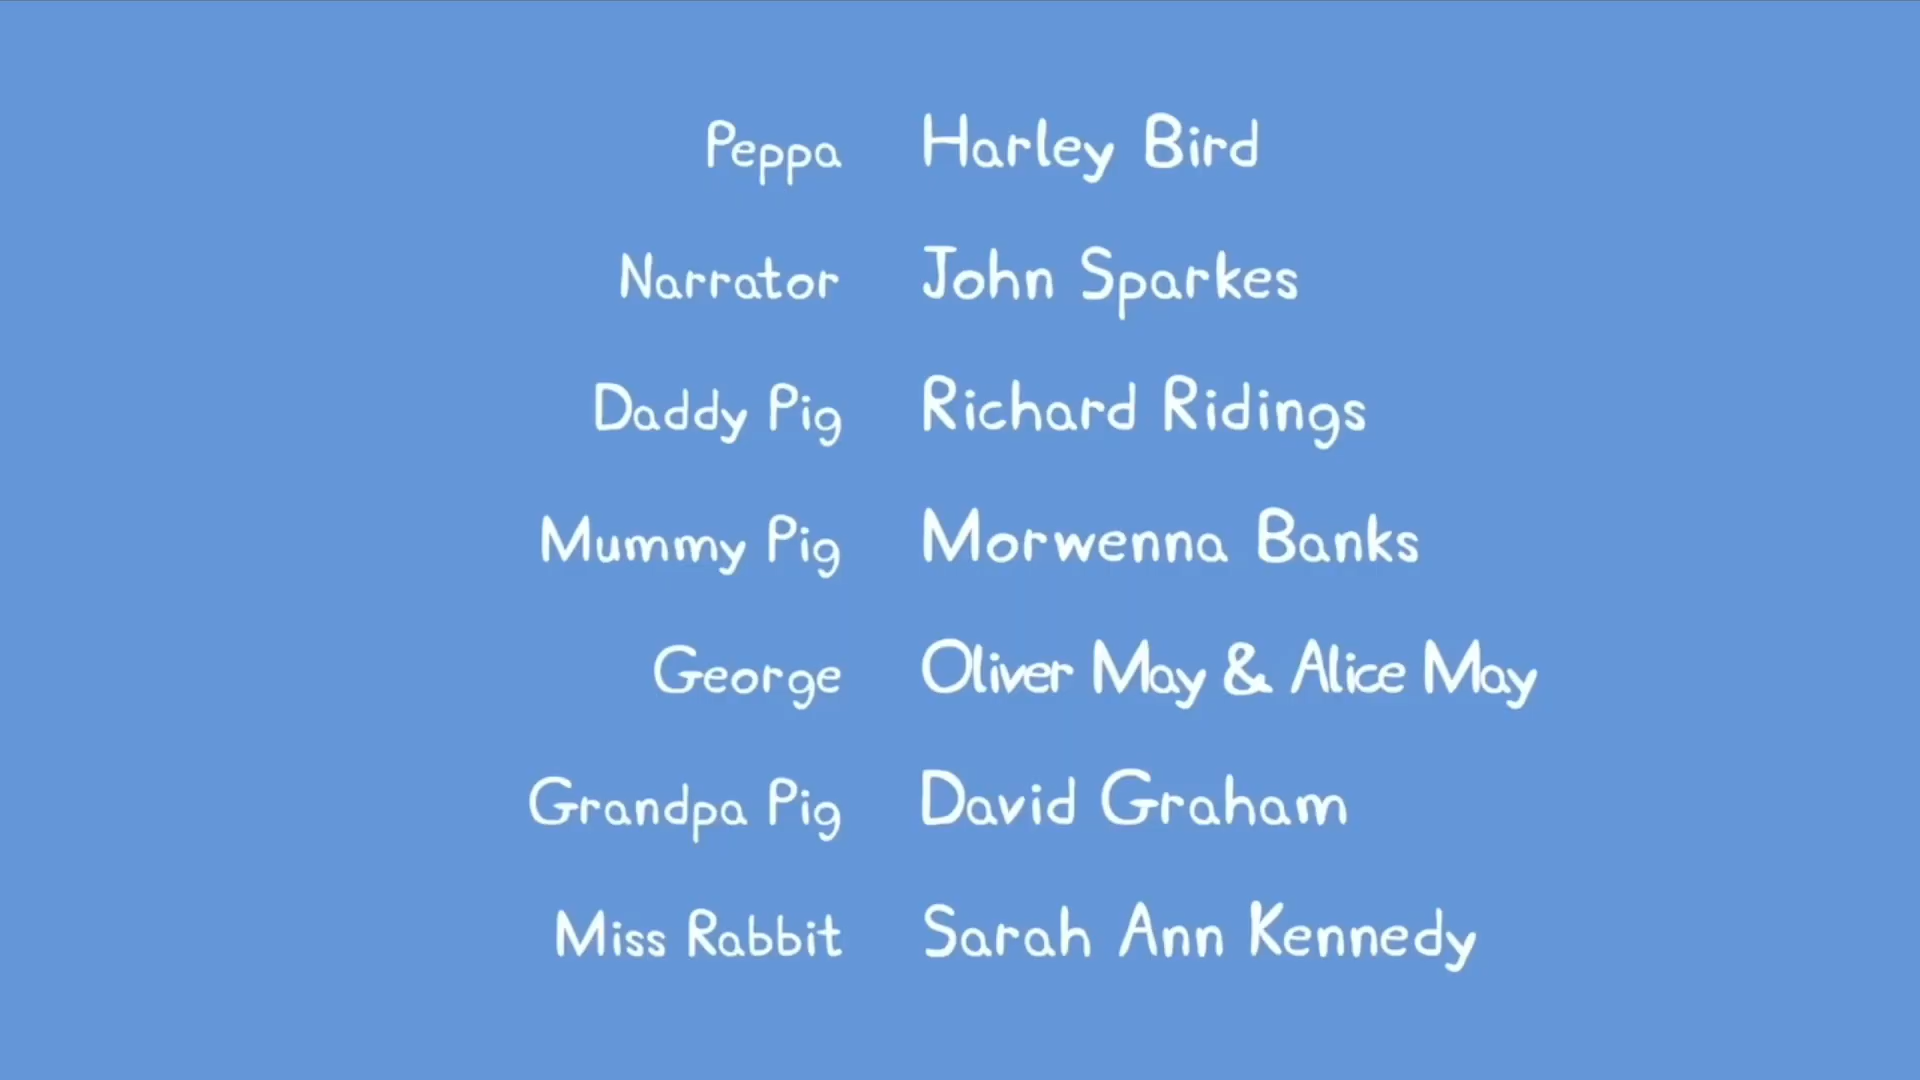 Peppa Harley Bird
Narrator John Sparkes
Daddy Pig Richard Ridings
Mummy Pig Morwenna Banks
George Oliver May & Alice May
Grandpa Pig David Graham
Miss Rabbit Sarah Ann Kennedy